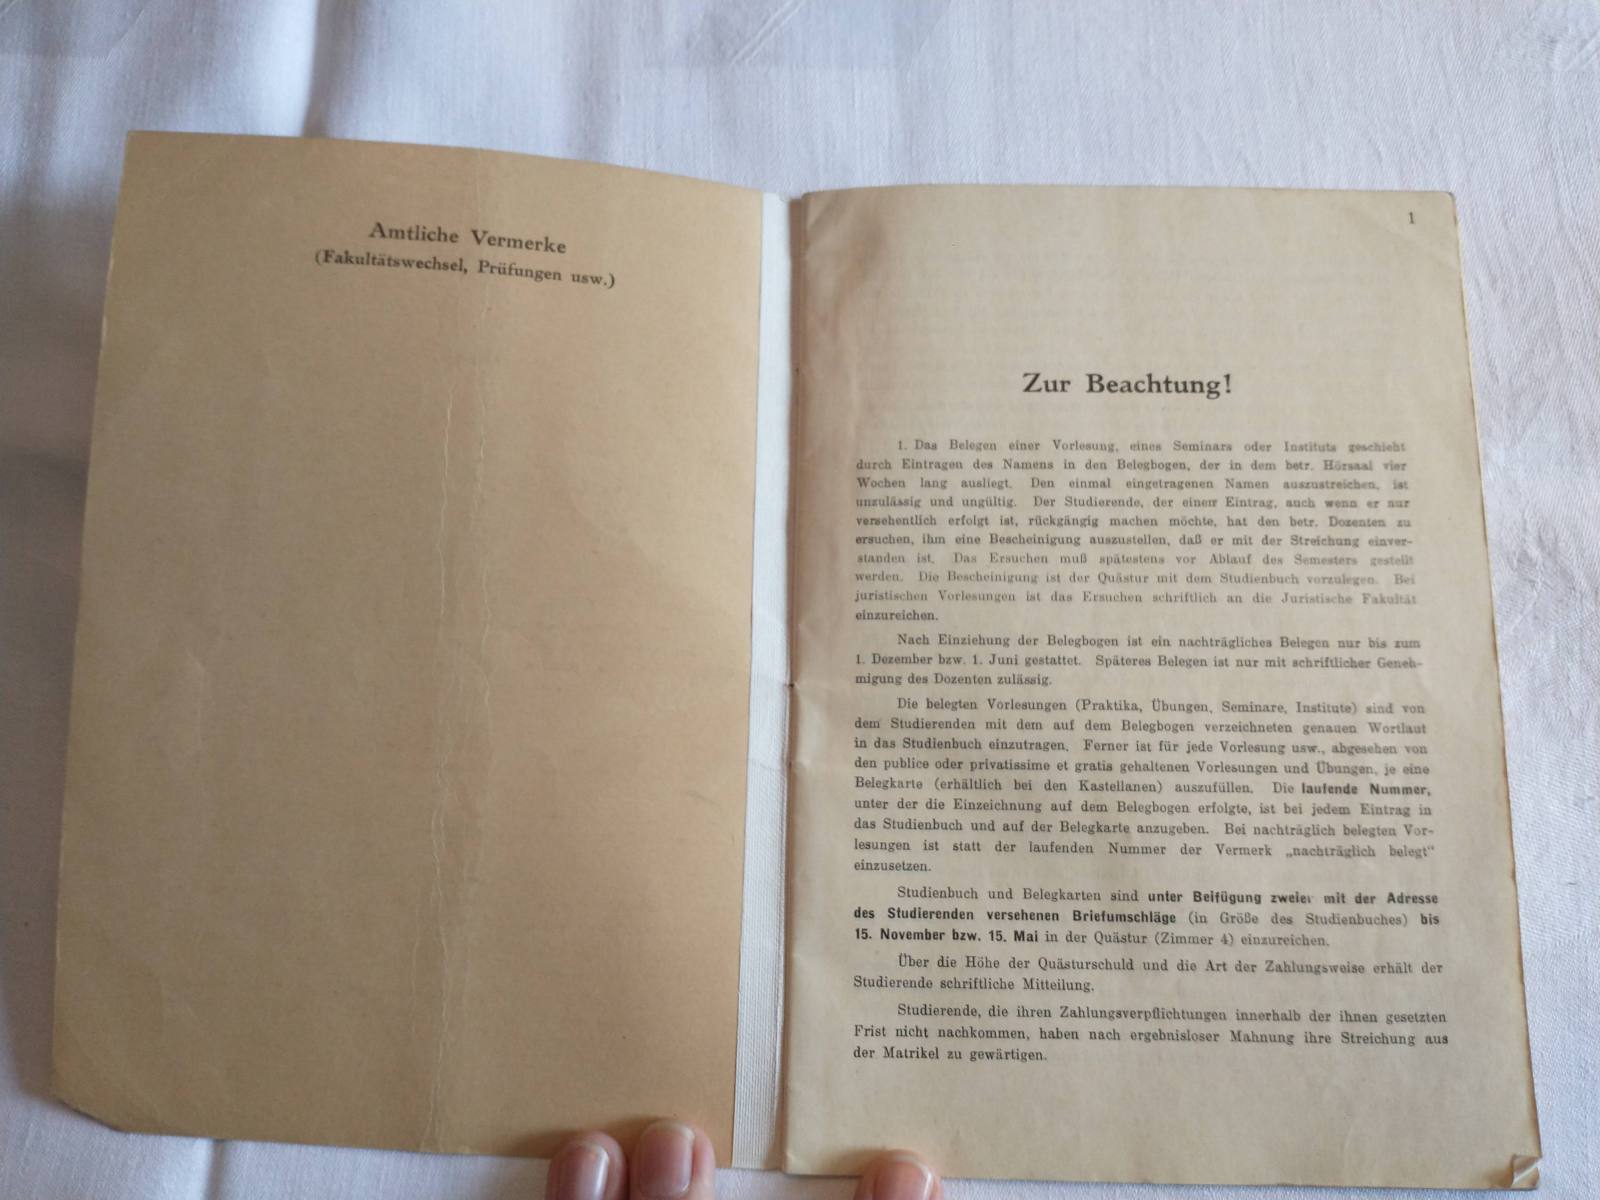 Amtliche Vermerke
(Fakultätswechsel, Prüfungen usw.)
1
Zur Beachtung!
1. Das Belegen einer Vorlesung, eines Seminars oder Instituts geschieht
durch Eintragen des Namens in den Belegbogen, der in dem betr. Hörsaal vier
Wochen lang ausliegt. Den einmal eingetragenen Namen auszustreichen, ist
unzulässig und ungültig. Der Studierende, der einen Eintrag, auch wenn er nur
versehentlich erfolgt ist, rückgängig machen möchte, hat den betr. Dozenten zu
ersuchen, ihm eine Bescheinigung auszustellen, daß er mit der Streichung einver-
standen ist. Das Ersuchen muß spätestens vor Ablauf des Semesters gestellt
werden. Die Bescheinigung ist der Quästur mit dem Studienbuch vorzulegen. Bei
juristischen Vorlesungen ist das Ersuchen schriftlich an die Juristische Fakultät
einzureichen.
Nach Einziehung der Belegbogen ist ein nachträgliches Belegen nur bis zum
1. Dezember bzw. 1. Juni gestattet. Späteres Belegen ist nur mit schriftlicher Geneh-
migung des Dozenten zulässig.
Die belegten Vorlesungen (Praktika, Übungen, Seminare, Institute) sind von
dem Studierenden mit dem auf dem Belegbogen verzeichneten genauen Wortlaut
in das Studienbuch einzutragen. Ferner ist für jede Vorlesung usw., abgesehen von
den publice oder privatissime et gratis gehaltenen Vorlesungen und Übungen, je eine
Belegkarte (erhältlich bei den Kastellanen) auszufüllen. Die laufende Nummer,
unter der die Einzeichnung auf dem Belegbogen erfolgte, ist bei jedem Eintrag in
das Studienbuch und auf der Belegkarte anzugeben. Bei nachträglich belegten Vor-
lesungen ist statt der laufenden Nummer der Vermerk „nachträglich belegt“
einzusetzen.
Studienbuch und Belegkarten sind unter Beifügung zweier mit der Adresse
des Studierenden versehenen Briefumschläge (in Größe des Studienbuches) bis
15. November bzw. 15. Mai in der Quästur (Zimmer 4) einzureichen.
Über die Höhe der Quästurschuld und die Art der Zahlungsweise erhält der
Studierende schriftliche Mitteilung.
Studierende, die ihren Zahlungsverpflichtungen innerhalb der ihnen gesetzten
Frist nicht nachkommen, haben nach ergebnisloser Mahnung ihre Streichung aus
der Matrikel zu gewärtigen.